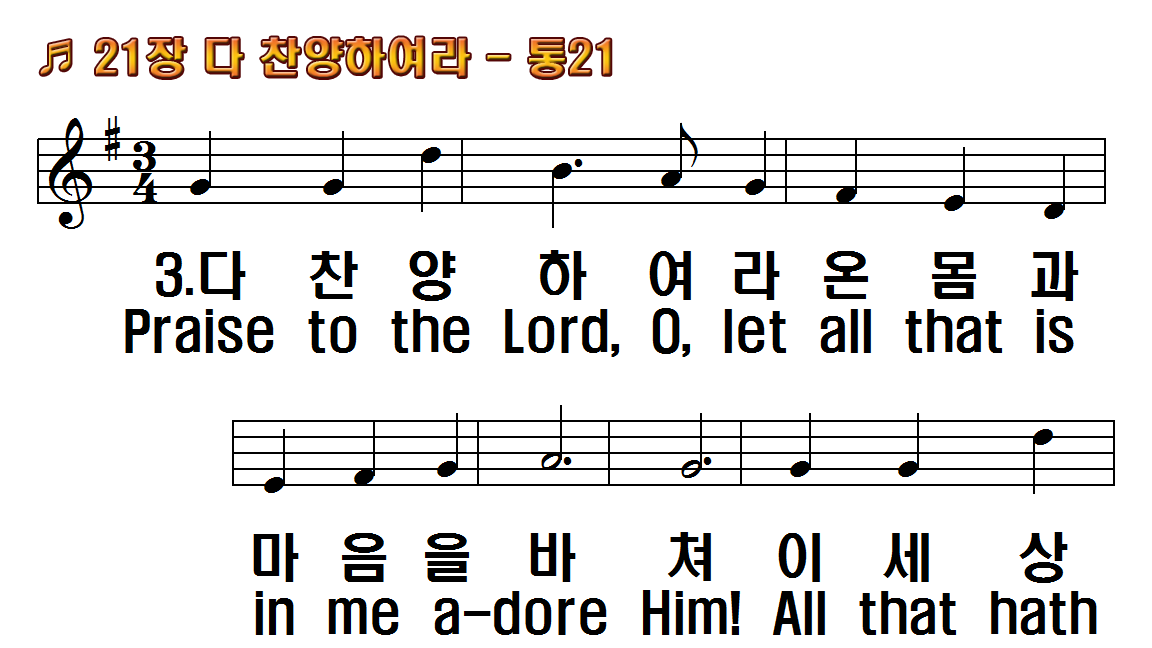 21장 다 찬양하여라 - 통21
3.다 찬 양 하 여 라 온 몸 과
Praise to the Lord, O, let all that is
마 음 을 바 쳐 이 세 상
in me a-dore Him! All that hath